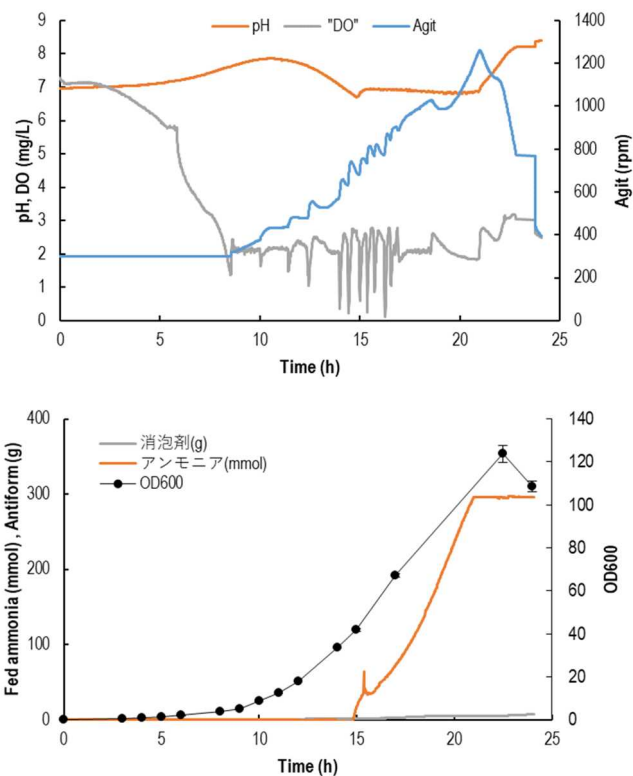 pH "DO" Agit
9
8
7
6
5
4
3
2
1
0
pH, DO (mg/L)
1400
1200
1000
800
600
400
200
0
Agit (rpm)
0 5 10 15 20 25
Time (h)
消泡剤(g)
アンモニア(mmol)
OD600
400
300
200
100
0
Fed ammonia (mmol) , Antiform (g)
140
120
100
80
60
40
20
0
OD600
0 5 10 15 20 25
Time (h)